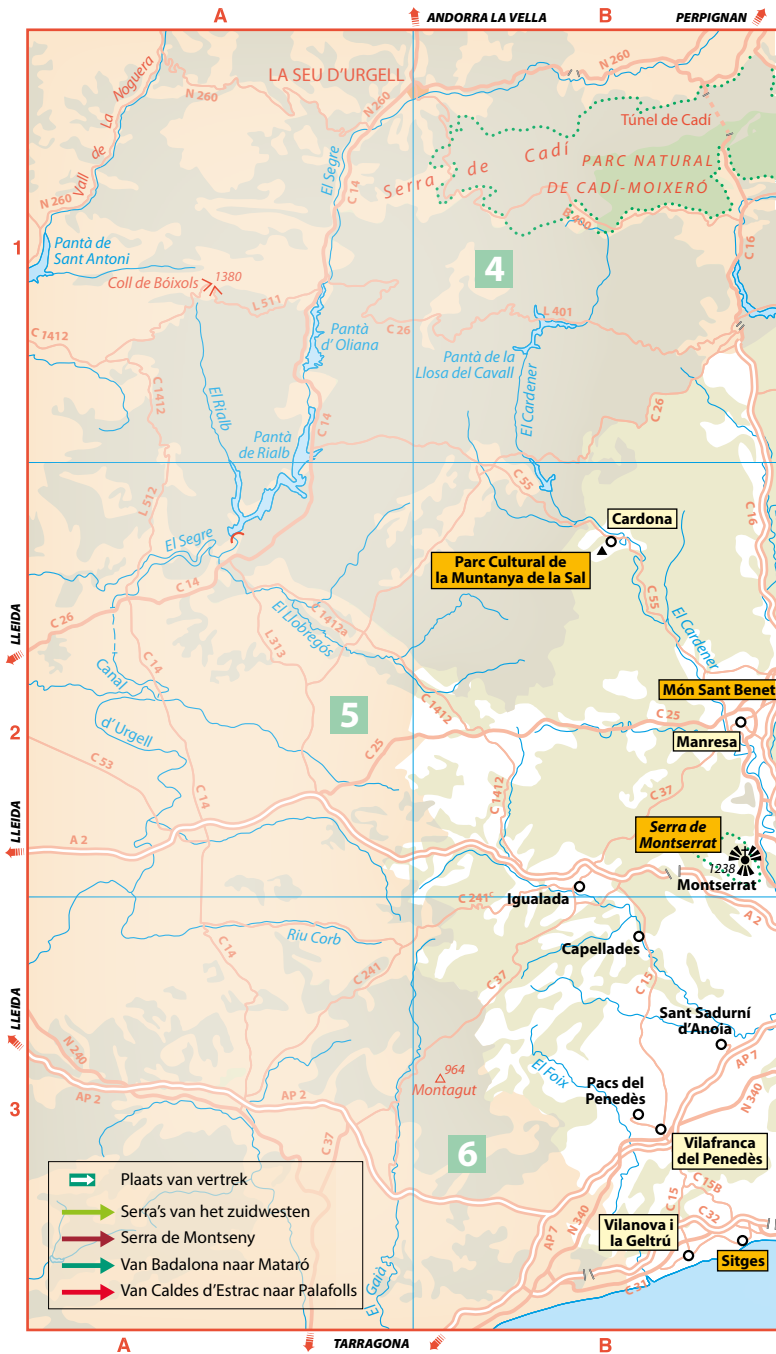 A
ANDORRA LA VELLA
B
PERPIGNAN
LA SEU D'URGELL
N 260
N 260
N 260
N 260
Vall de La Noguera
El Segre
C 14
Túnel de Cadí
Serra de Cadí
PARC NATURAL
DE CADÍ-MOIXERÓ
B 400
C 16
1
Pantà de
Sant Antoni
Coll de Bóixols
1380
L 511
4
C 1412
Pantà
d' Oliana
C 26
L 401
Pantà de la
Llosa del Cavall
El Cardener
C 1412
El Rialb
C 14
C 26
Pantà
de Rialb
C 55
C 16
L 512
El Segre
Cardona
Parc Cultural de
la Muntanya de la Sal
C 14
C 26
LLEIDA
El Llobregós
L 1412a
L 313
C 55
El Cardener
Canal
d'Urgell
C 14
Món Sant Benet
5
C 1412
C 25
2
Manresa
C 25
C 53
C 14
C 1412
C 37
LLEIDA
A 2
Serra de
Montserrat
1238
Montserrat
Igualada
C 241c
A 2
Riu Corb
C 14
C 241
Capellades
C 37
C 15
LLEIDA
Sant Sadurní
d'Anoia
N 240
AP 7
964
Montagut
El Foix
Pacs del
Penedès
N 340
3
AP 2
AP 2
C 37
6
Vilafranca
del Penedès
Plaats van vertrek
Serra's van het zuidwesten
Serra de Montseny
Van Badalona naar Mataró
Van Caldes d'Estrac naar Palafolls
C 15B
C 15
C 32
Vilanova i
la Geltrú
N 340
AP 7
Sitges
El Gaià
C 31
A
TARRAGONA
B